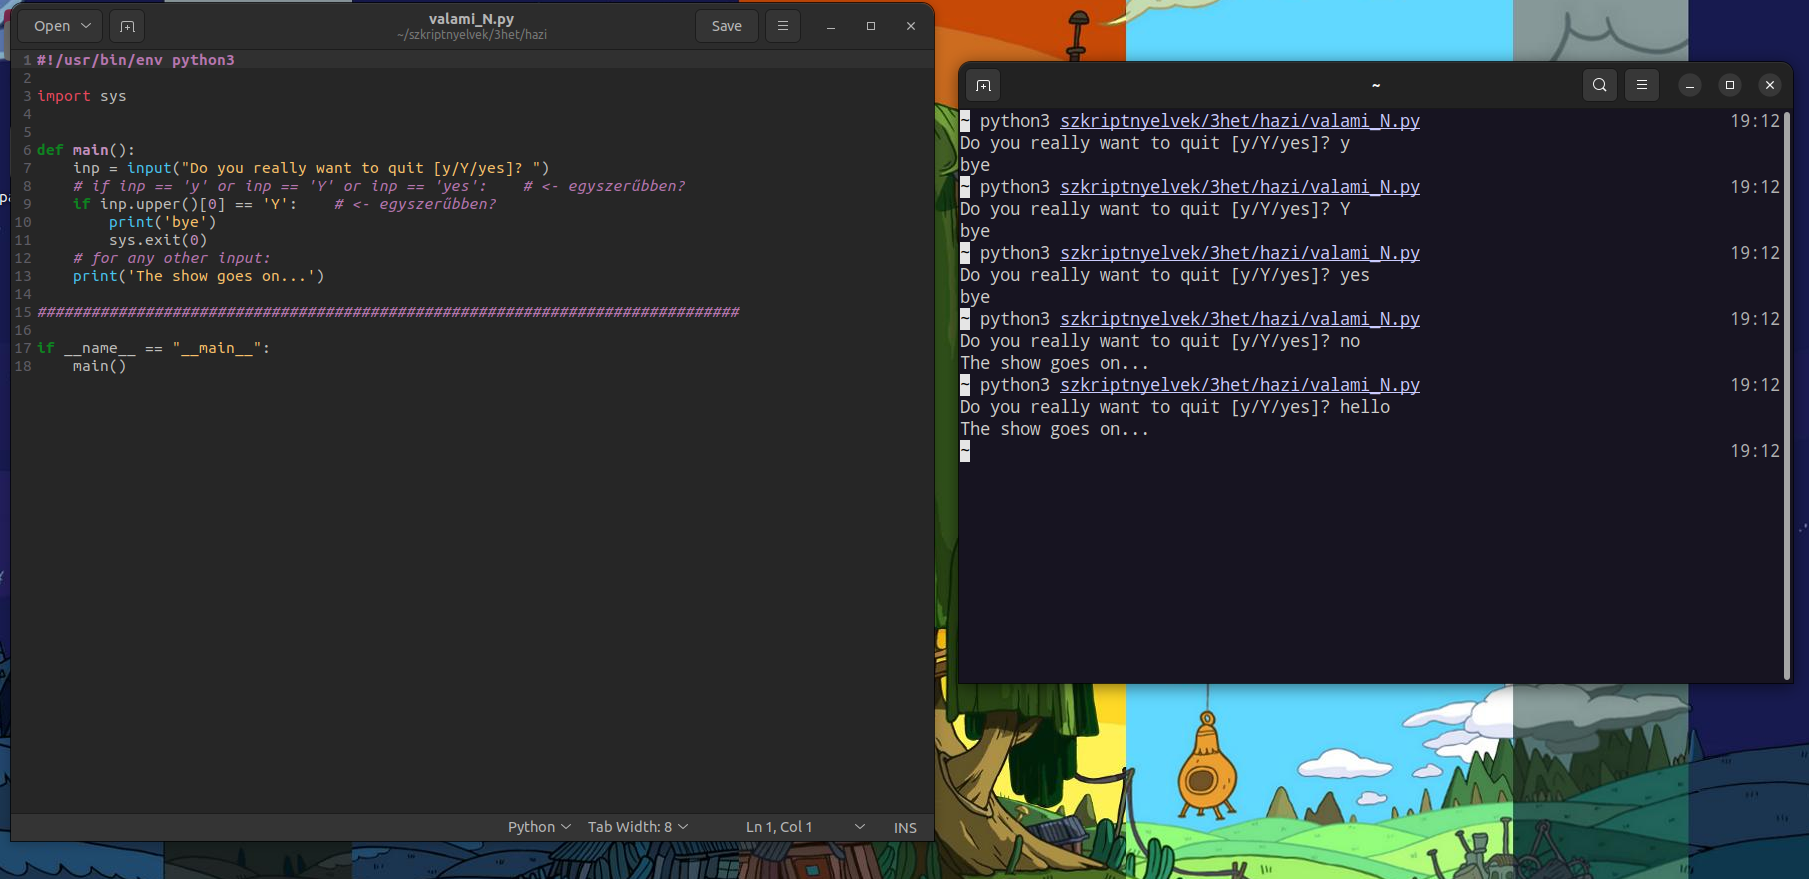 Open
valami_N.py
~/szkriptnyelvek/3het/hazi
Save
1 #!/usr/bin/env python3
2
3 import sys
4
5
6 def main():
7     inp = input("Do you really want to quit [y/Y/yes]? ")
8     # if inp == 'y' or inp == 'Y' or inp == 'yes':    # <- egyszerűbben?
9     if inp.upper()[0] == 'Y':    # <- egyszerűbben?
10         print('bye')
11         sys.exit(0)
12     # for any other input:
13     print('The show goes on...')
14
15 ##############################################################################
16
17 if __name__ == "__main__":
18     main()
Python
Tab Width: 8
Ln 1, Col 1
INS
~
~ python3 szkriptnyelvek/3het/hazi/valami_N.py 19:12
Do you really want to quit [y/Y/yes]? y
bye
~ python3 szkriptnyelvek/3het/hazi/valami_N.py 19:12
Do you really want to quit [y/Y/yes]? Y
bye
~ python3 szkriptnyelvek/3het/hazi/valami_N.py 19:12
Do you really want to quit [y/Y/yes]? yes
bye
~ python3 szkriptnyelvek/3het/hazi/valami_N.py 19:12
Do you really want to quit [y/Y/yes]? no
The show goes on...
~ python3 szkriptnyelvek/3het/hazi/valami_N.py 19:12
Do you really want to quit [y/Y/yes]? hello
The show goes on...
~ 19:12